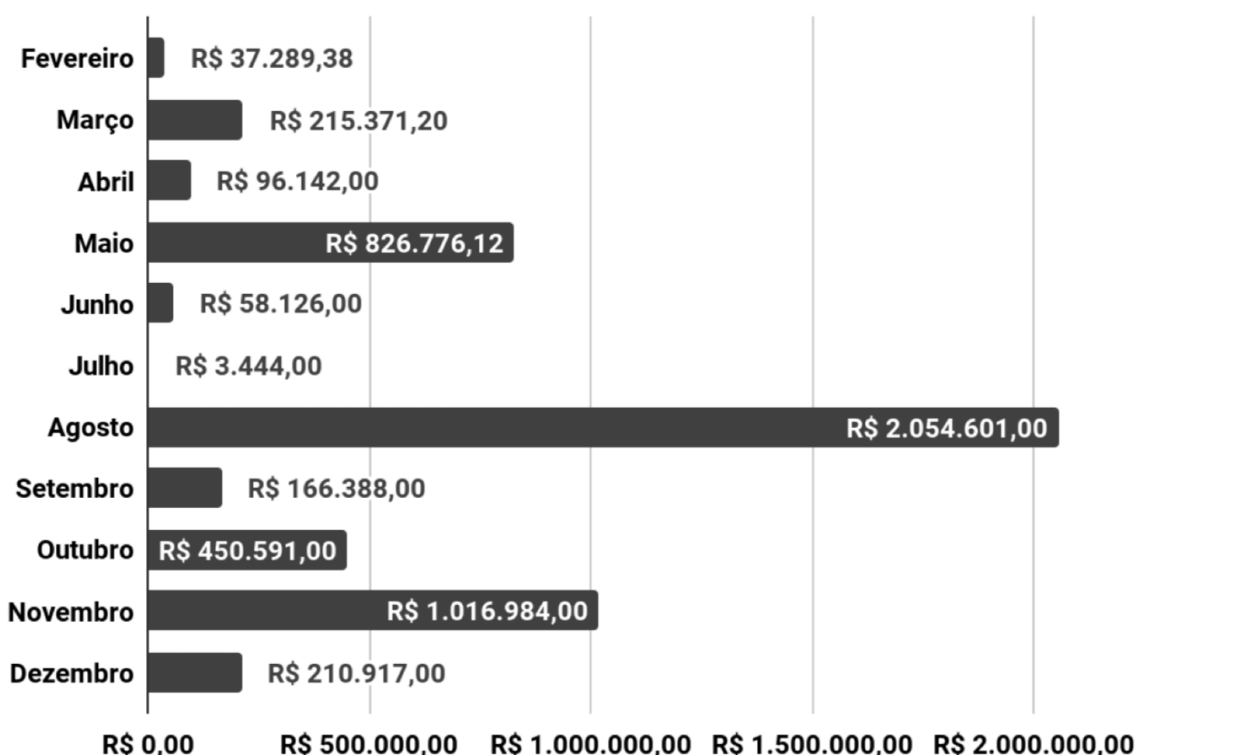 Fevereiro R$ 37.289,38
Março R$ 215.371,20
Abril R$ 96.142,00
Maio R$ 826.776,12
Junho R$ 58.126,00
Julho R$ 3.444,00
Agosto R$ 2.054.601,00
Setembro R$ 166.388,00
Outubro R$ 450.591,00
Novembro R$ 1.016.984,00
Dezembro R$ 210.917,00
R$ 0,00 R$ 500.000,00 R$ 1.000.000,00 R$ 1.500.000,00 R$ 2.000.000,00